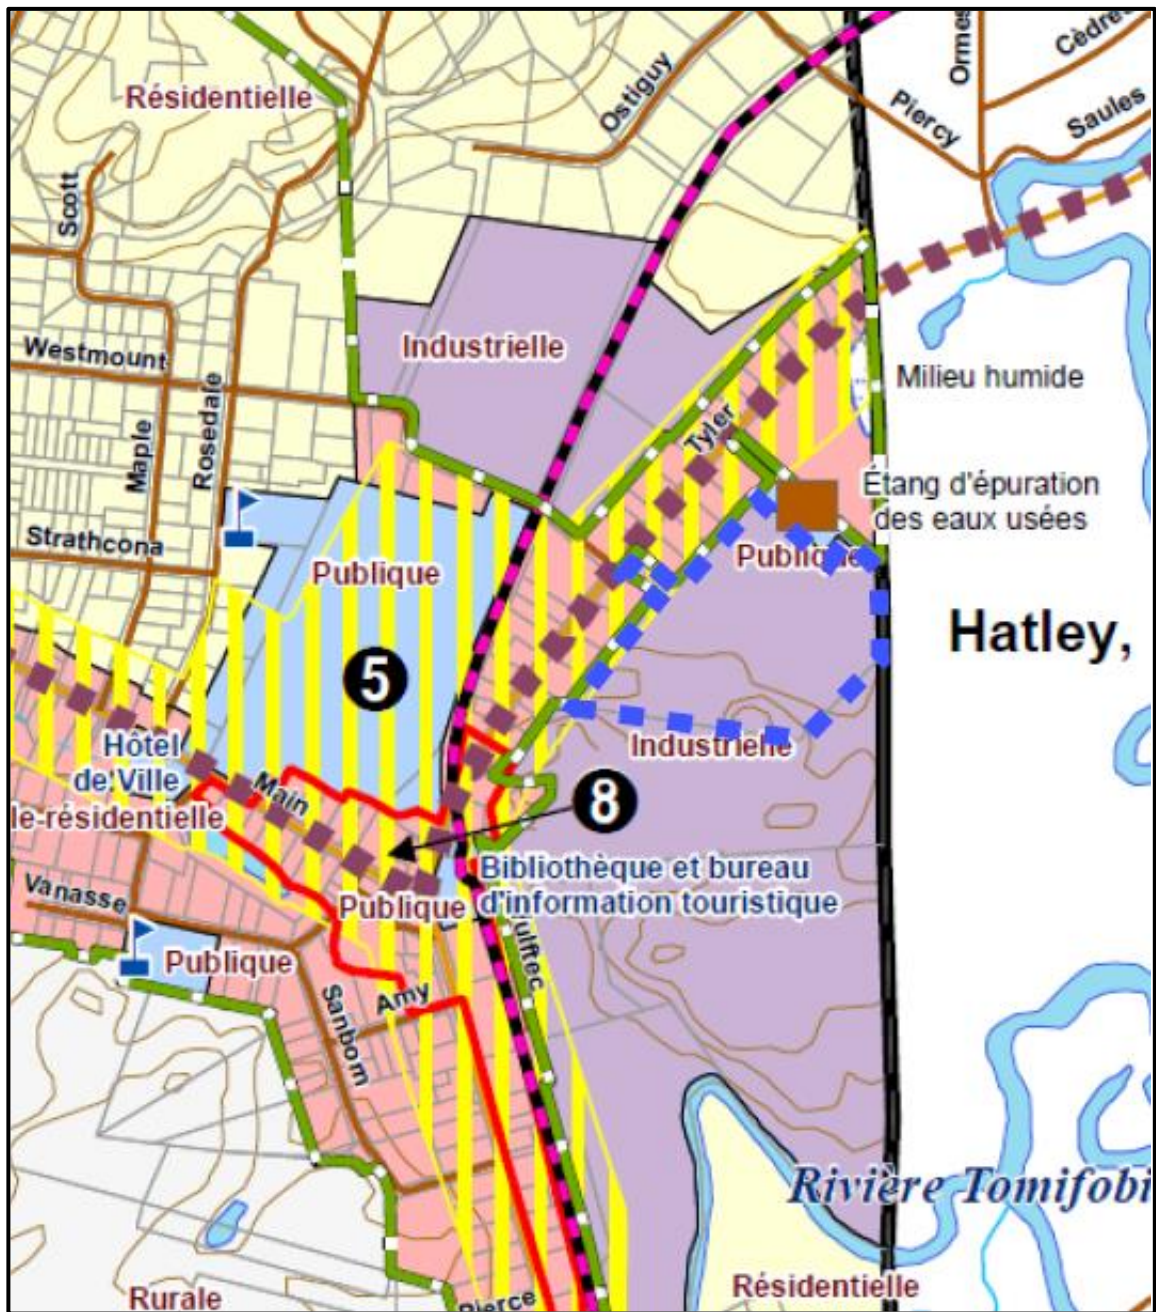 Ormes
Cèdre
Ostiguy
Résidentielle
Piercy
Saules
Scott
Industrielle
Westmount
Milieu humide
Rosedale
Tyler
Maple
Étang d'épuration
des eaux usées
Strathcona
Publique
Publique
Hatley,
5
Industrielle
Hôtel
de Ville
Main
8
le-résidentielle
Bibliothèque et bureau
d'information touristique
Vanasse
Publique
ulftec
Publique
Amy
Sanborn
Rivière Tomifobi
Résidentielle
Rurale
Pierce